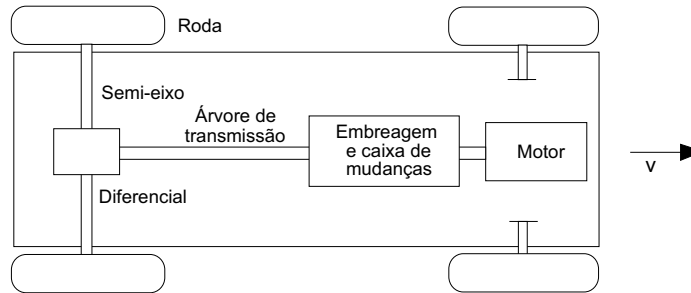 Roda
Semi-eixo
Árvore de
transmissão
Embreagem
e caixa de
mudanças
Motor
v
Diferencial